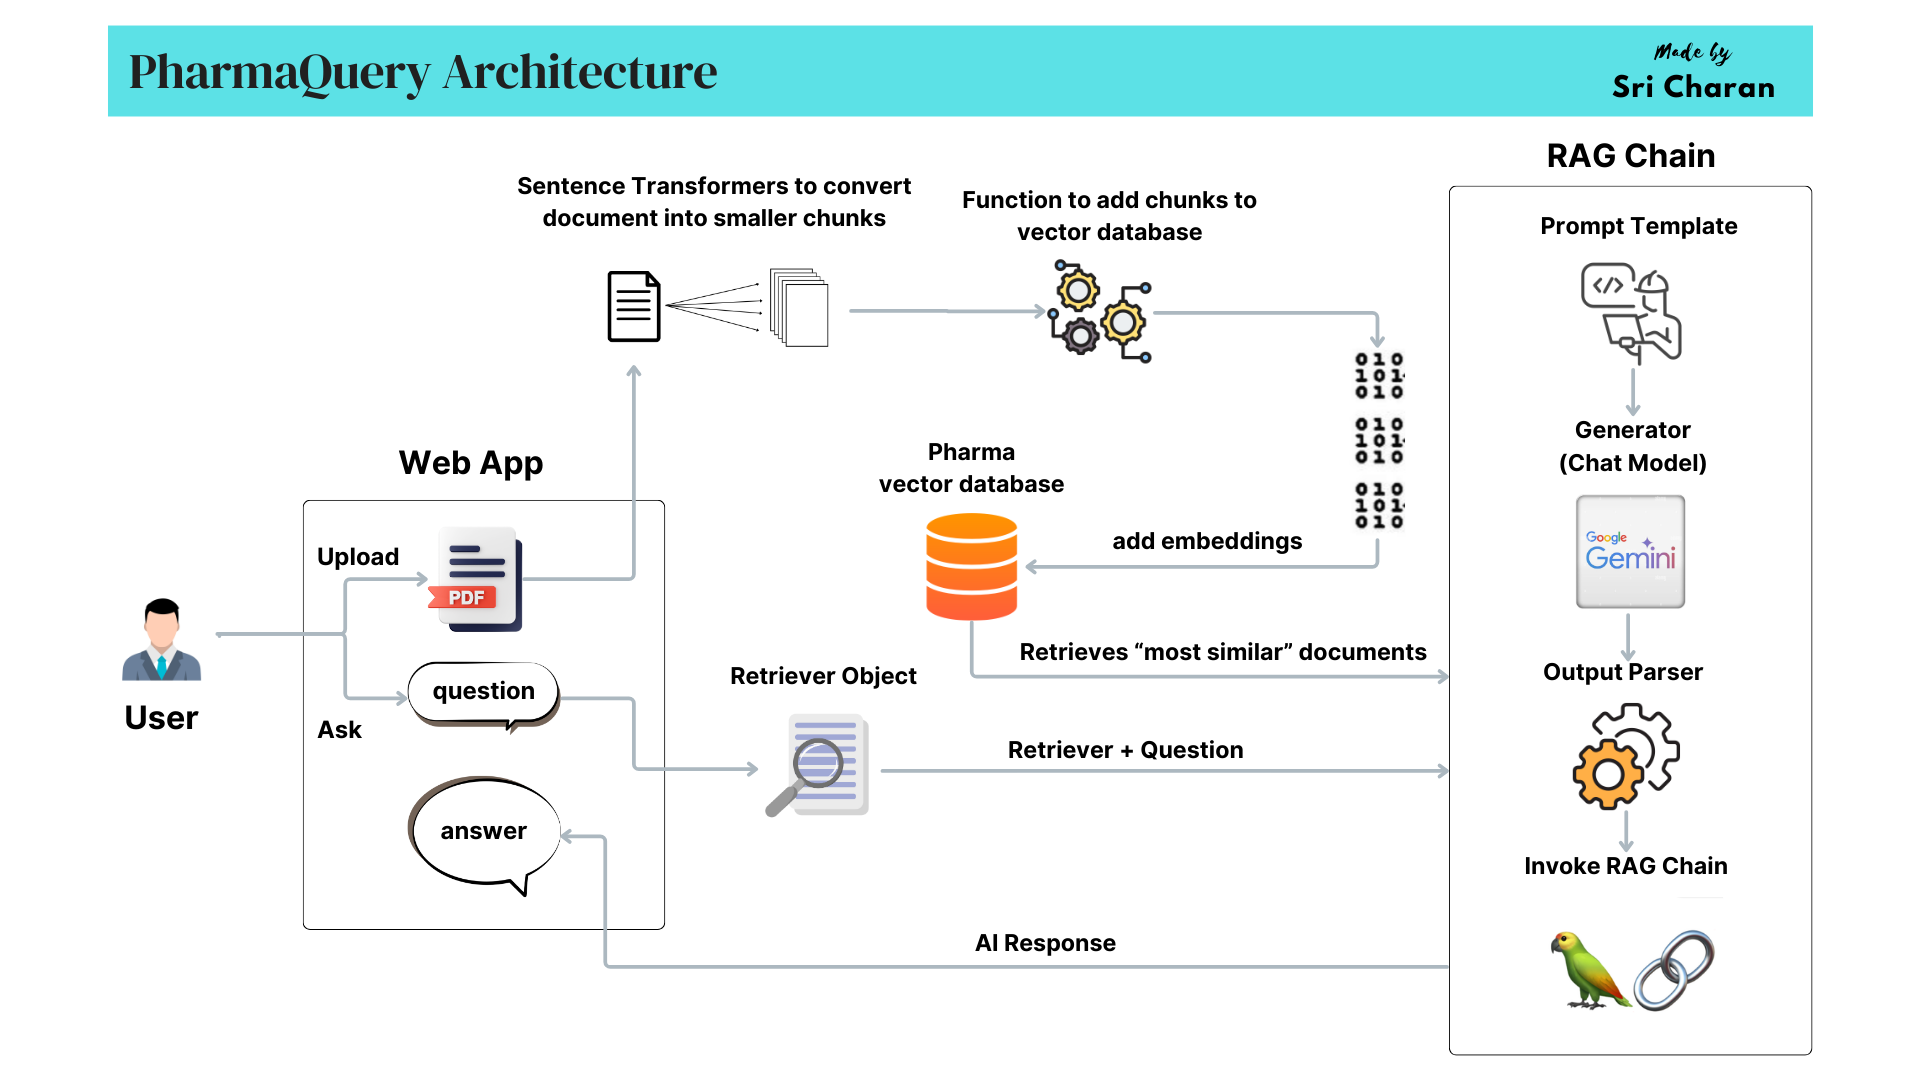 PharmaQuery Architecture
Made by
Sri Charan
RAG Chain
Sentence Transformers to convert
document into smaller chunks
Function to add chunks to
vector database
Prompt Template
</>
010
101
010
010
101
010
010
101
010
Generator
(Chat Model)
Google
Gemini
Pharma
vector database
add embeddings
Web App
Upload
PDF
question
Ask
answer
User
Retriever Object
Retrieves “most similar” documents
Retriever + Question
Output Parser
Invoke RAG Chain
AI Response